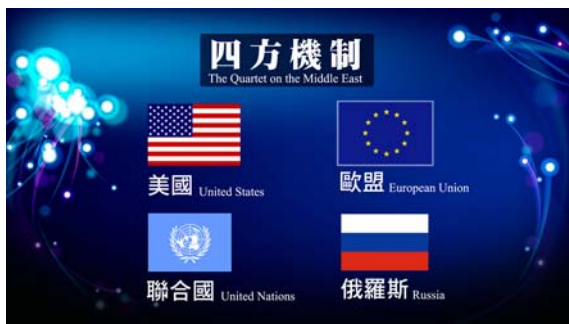 四方機制
The Quartet on the Middle East
美國 United States
歐盟 European Union
聯合國 United Nations
俄羅斯 Russia